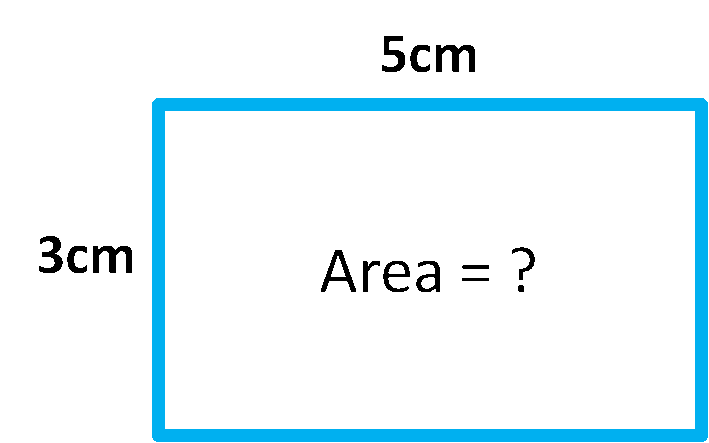 5cm
3cm
Area = ?